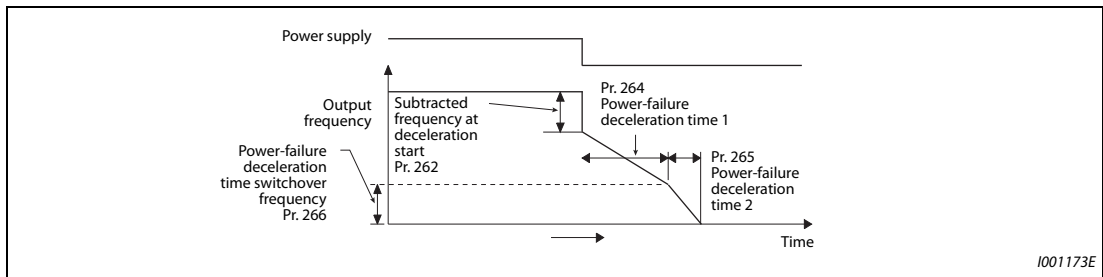 Power supply
Output
frequency
Subtracted
frequency at
deceleration
start
Pr. 262
Pr. 264
Power-failure
deceleration time 1
Power-failure
deceleration
time switchover
frequency
Pr. 266
Pr. 265
Power-failure
deceleration
time 2
Time
I001173E